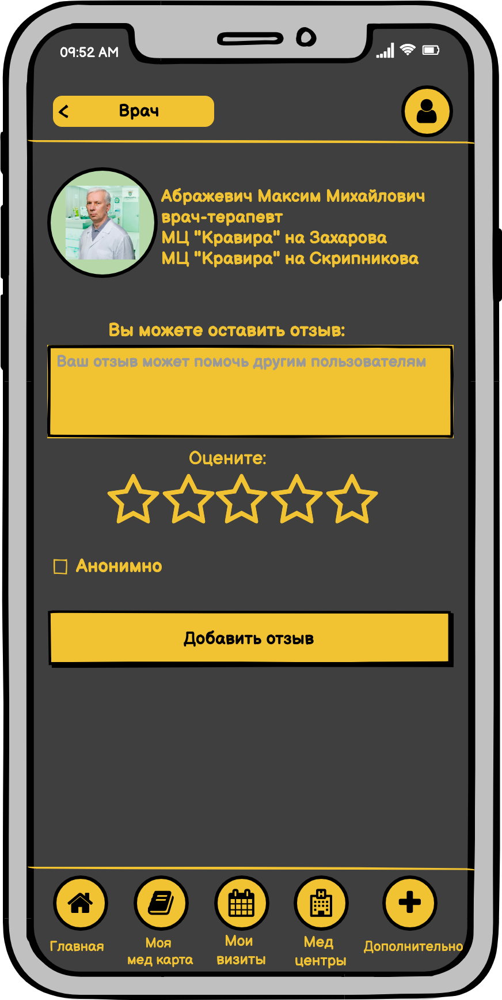 09:52 AM
Врач
Абражевич Максим Михайлович
врач-терапевт
МЦ "Кравира" на Захарова
МЦ "Кравира" на Скрипникова
Вы можете оставить отзыв:
Ваш отзыв может помочь другим пользователям
Оцените:
Анонимно
Добавить отзыв
Главная
Моя
мед карта
Мои
визиты
Мед
центры
Дополнительно